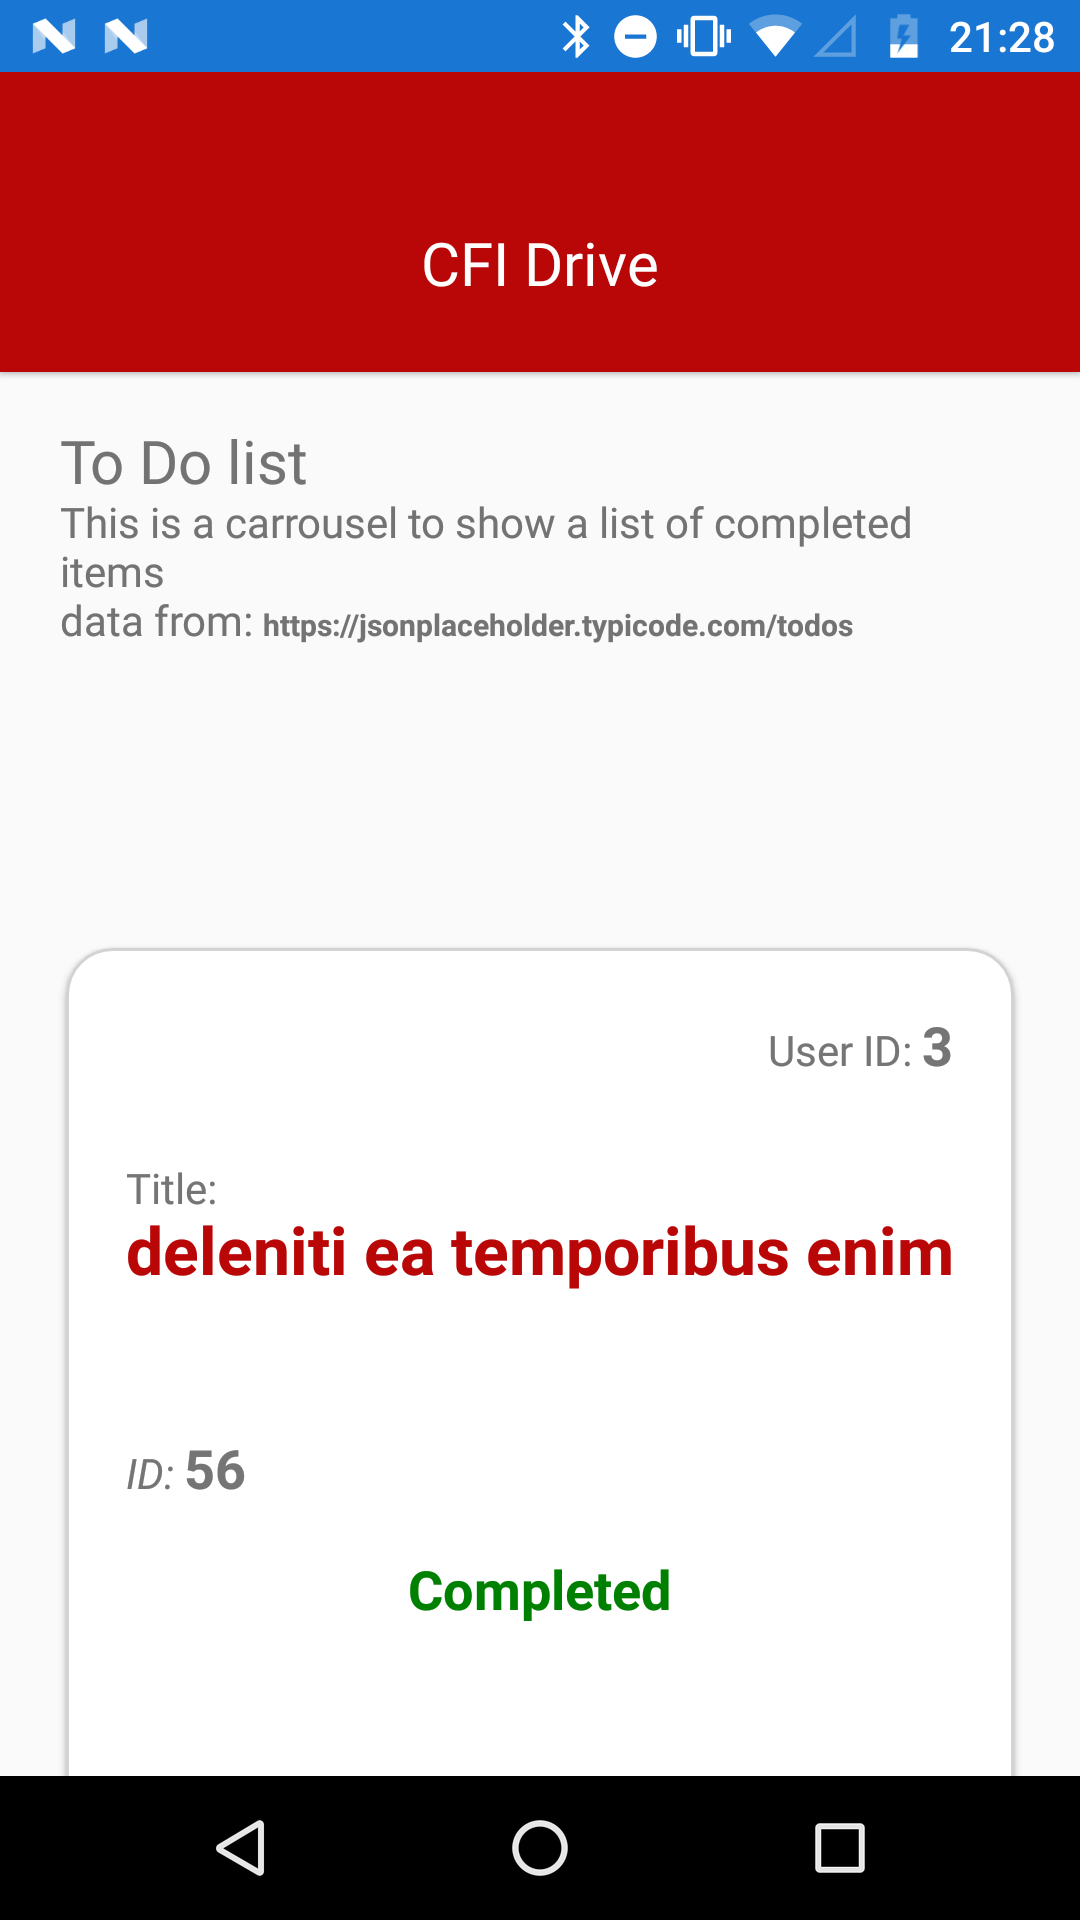 21:28
CFI Drive
To Do list
This is a carrousel to show a list of completed
items
data from: https://jsonplaceholder.typicode.com/todos
User ID: 3
Title:
deleniti ea temporibus enim
ID: 56
Completed